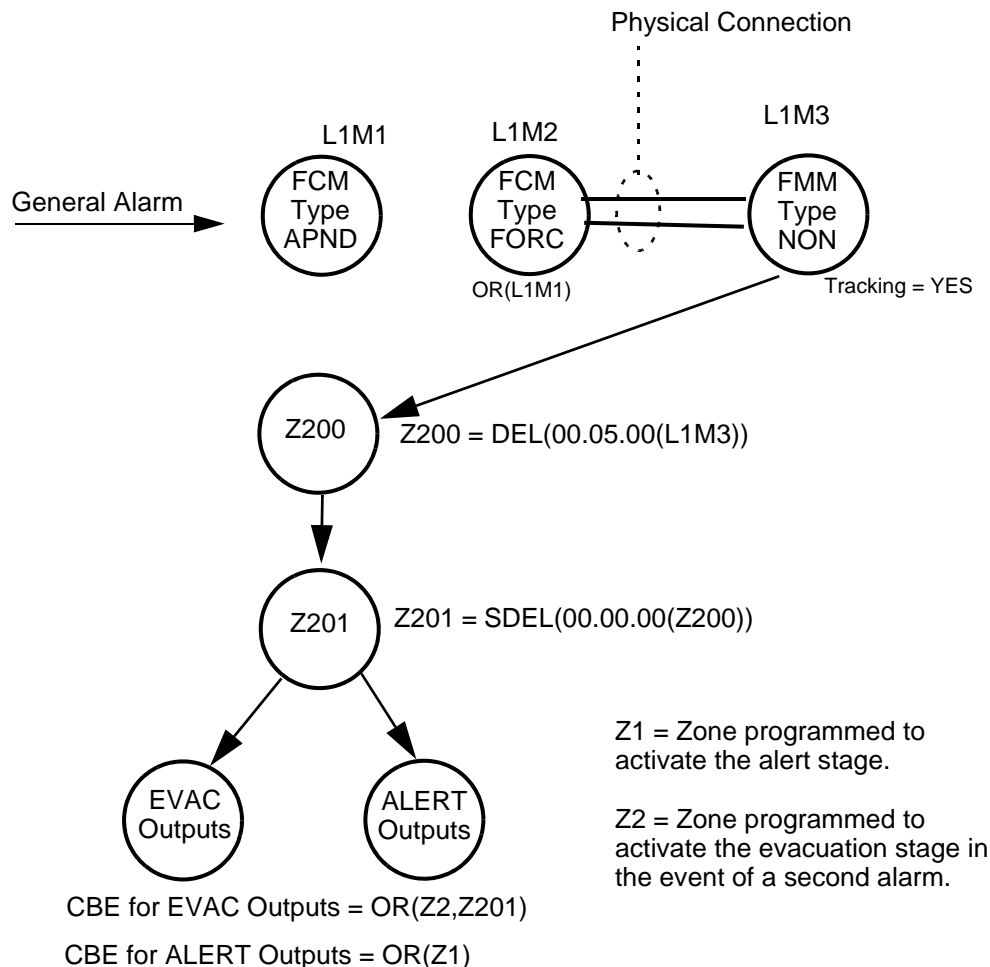 Physical Connection
L1M1
L1M2
L1M3
General Alarm
FCM
Type
APND
FCM
Type
FORC
FMM
Type
NON
OR(L1M1)
Tracking = YES
Z200
Z200 = DEL(00.05.00(L1M3))
Z201
Z201 = SDEL(00.00.00(Z200))
Z1 = Zone programmed to
activate the alert stage.
EVAC
Outputs
ALERT
Outputs
Z2 = Zone programmed to
activate the evacuation stage in
the event of a second alarm.
CBE for EVAC Outputs = OR(Z2,Z201)
CBE for ALERT Outputs = OR(Z1)